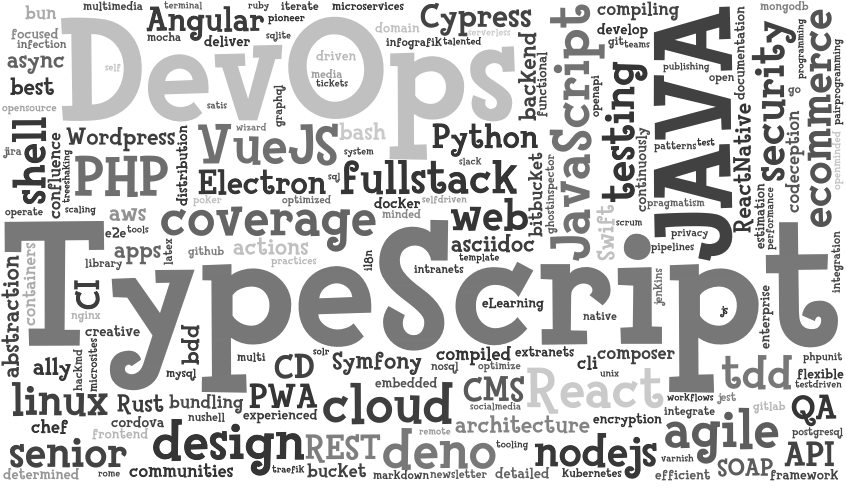 bun
multimedia
terminal
ruby
iterate
microservices
pioneer
Angular
mocha
deliver
sqlite
domain
Cypress
infografik
talented
serverless
compiling
develop
git
teams
mongodb
focused
infection
async
best
opensource
DevOps
self
driven
media
tickets
satis
graphql
backend
functional
JavaScript
openapi
testing
continuously
publishing
open
documentation
JAVA
patterns
test
security
go
programming
ecommerce
pairprogramming
openminded
jira
shell
confluence
treeshaking
Wordpress
PHP
distribution
VueJS
wizard
bash
system
sql
Electron
fullstack
Python
slack
bitbucket
ghostinspector
ReactNative
estimation
performance
codeception
operate
scaling
aws
e2e
tools
poker
optimized
docker
minded
selfdriven
coverage
web
asciidoc
template
Swift
scrum
pragmatism
privacy
pipelines
TypeScript
apps
library
latex
github
actions
practices
i18n
intranets
jenkins
integration
abstraction
containers
CI
nginx
eLearning
native
js
enterprise
creative
bdd
mysql
multi
solr
CD
Symfony
compiled
nosql
optimize
extranets
cli
unix
composer
phpunit
ally
hackmd
microsites
embedded
CMS
socialmedia
React
tdd
flexible
testdriven
linux
Rust
cordova
bundling
nushell
PWA
experienced
cloud
architecture
encryption
workflows
integrate
jest
gitlab
QA
postgresql
chef
frontend
senior
design
REST
deno
remote
tooling
nodejs
agile
varnish
API
determined
rome
communities
traefik
bucket
markdown
newsletter
detailed
Kubernetes
efficient
SOAP
framework